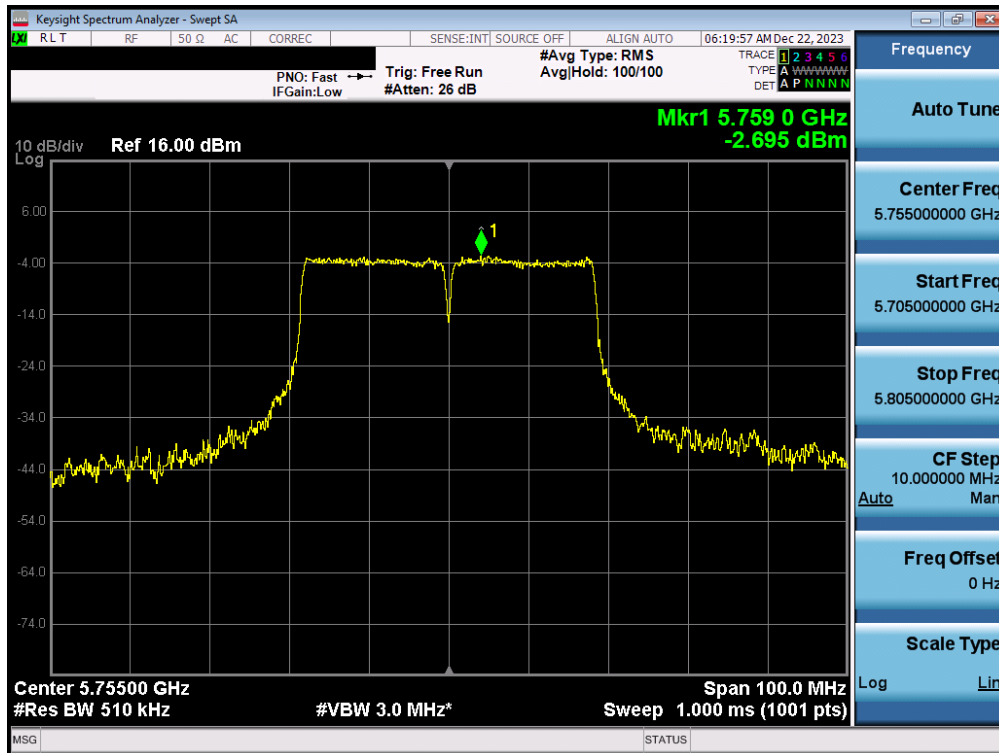 Keysight Spectrum Analyzer - Swept SA
LXI RLT RF 50 Ω AC CORREC SENSE:INT SOURCE OFF ALIGN AUTO 06:19:57 AM Dec 22, 2023
PNO: Fast
IFGain:Low
Trig: Free Run
#Atten: 26 dB
#Avg Type: RMS
Avg|Hold: 100/100
TRACE 1 2 3 4 5 6
TYPE A WWWWW
DET A P N N N N
Mkr1 5.759 0 GHz
-2.695 dBm
10 dB/div Ref 16.00 dBm
Log
6.00
-4.00
-14.0
-24.0
-34.0
-44.0
-54.0
-64.0
-74.0
1
Center 5.75500 GHz Span 100.0 MHz
#Res BW 510 kHz #VBW 3.0 MHz* Sweep 1.000 ms (1001 pts)
MSG STATUS
Frequency
Auto Tune
Center Freq
5.755000000 GHz
Start Freq
5.705000000 GHz
Stop Freq
5.805000000 GHz
CF Step
10.000000 MHz
Auto Man
Freq Offset
0 Hz
Scale Type
Log Lin